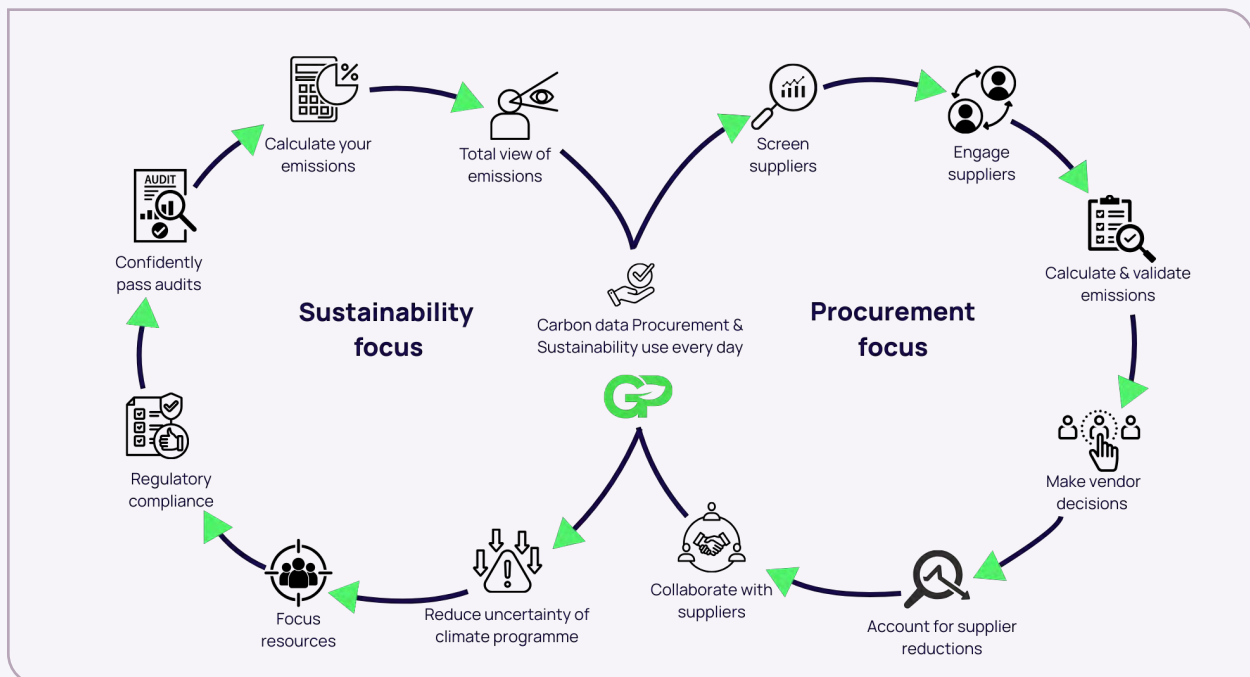 %
Calculate your
emissions
Total view of
emissions
Screen
suppliers
Engage
suppliers
AUDIT
Confidently
pass audits
Calculate & validate
emissions
Sustainability
focus
Carbon data Procurement &
Sustainability use every day
GP
Procurement
focus
Regulatory
compliance
Make vendor
decisions
Focus
resources
Reduce uncertainty of
climate programme
Collaborate with
suppliers
Account for supplier
reductions